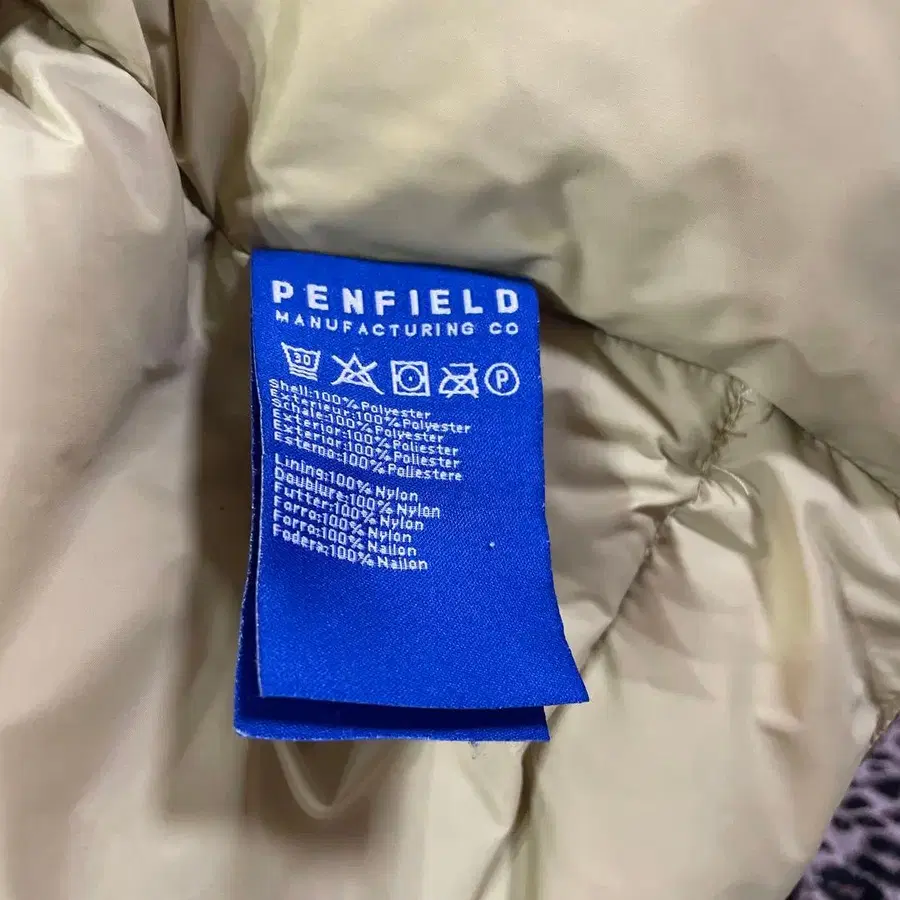 PENFIELD
MANUFACTURING CO
30 P
Shell:100% Polyester
Exterieur:100% Polyester
Schale:100% Polyester
Exterior:100% Poliester
Exterior:100% Poliester
Esterno:100% Poliestere
Lining:100% Nylon
Doublure:100% Nylon
Futter:100% Nylon
Forro:100% Nylon
Forro:100% Nailon
Fodera:100% Nailon